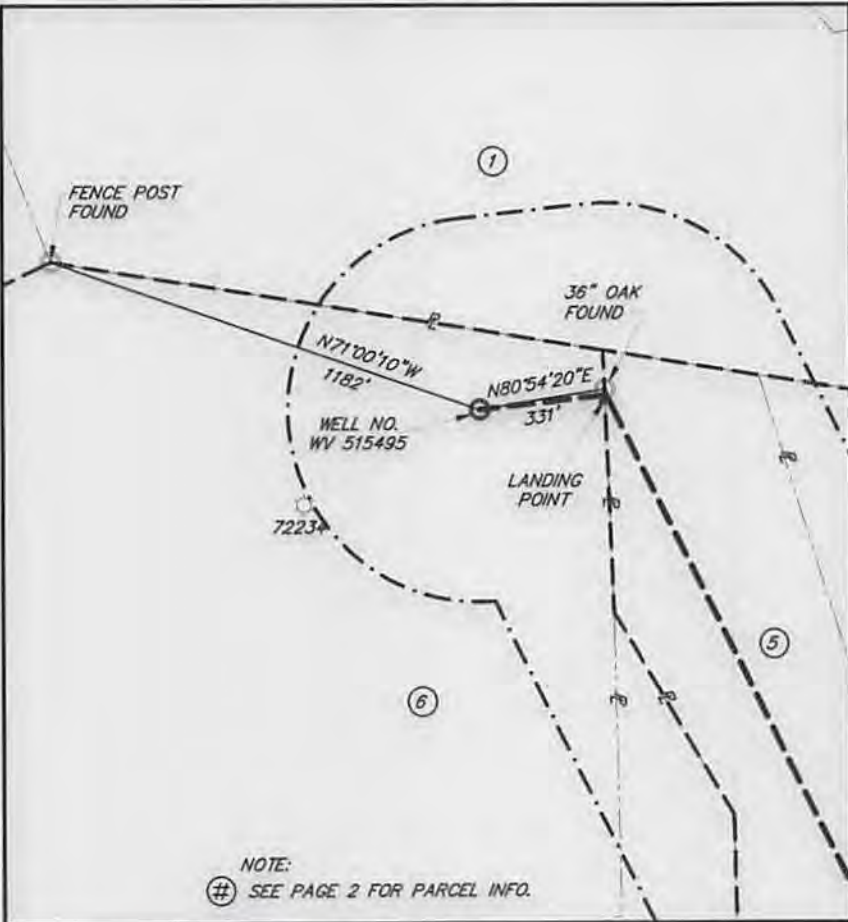 ①
FENCE POST
FOUND
36" OAK
FOUND
N71°00'10"W
1182'
N80°54'20"E
331'
WELL NO.
WV 515495
LANDING
POINT
72234
⑤
⑥
NOTE:
# SEE PAGE 2 FOR PARCEL INFO.